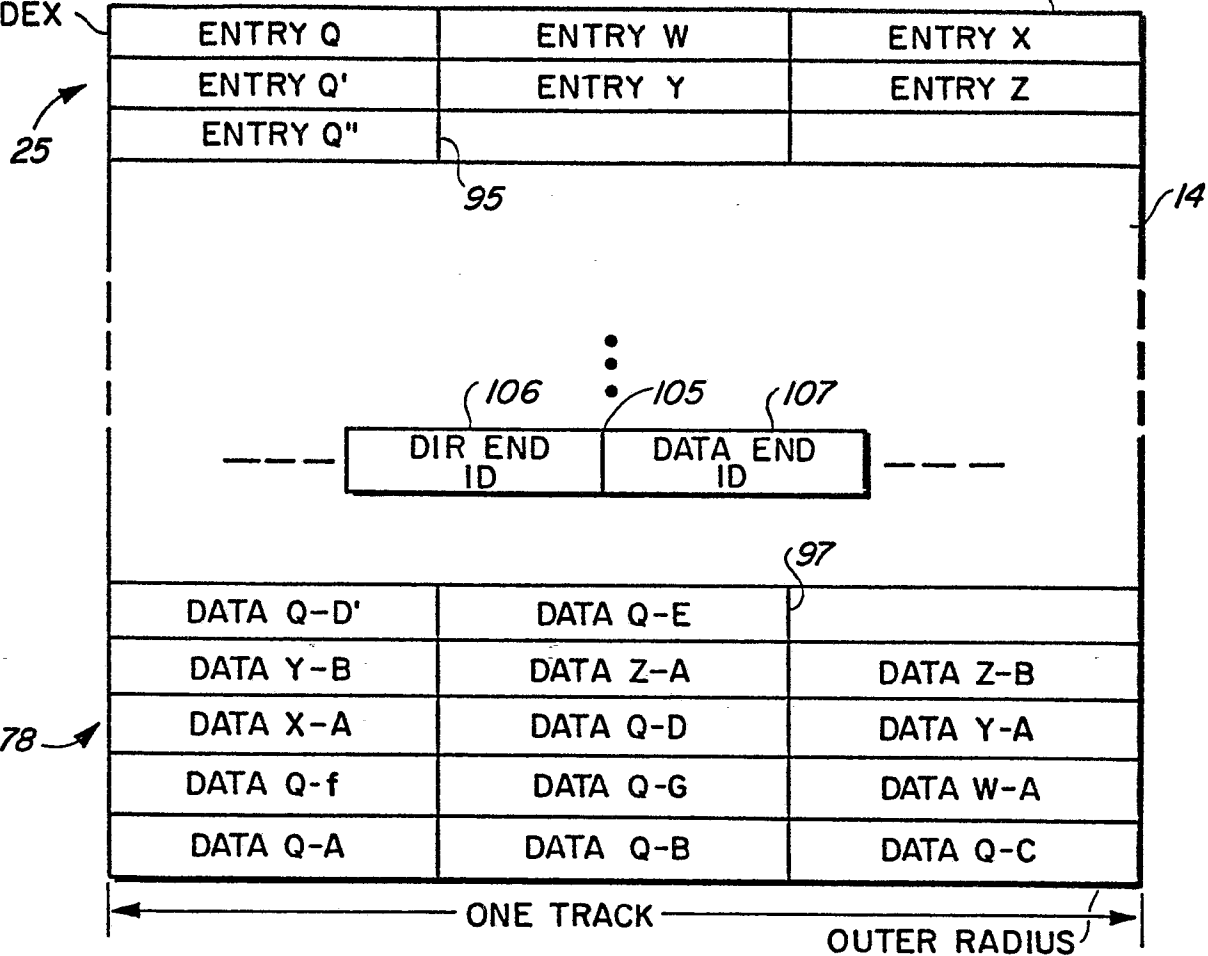 DEX
ENTRY Q ENTRY W ENTRY X
ENTRY Q' ENTRY Y ENTRY Z
25
ENTRY Q"
95
14
106 105 107
DIR END ID DATA END ID
97
DATA Q-D' DATA Q-E
DATA Y-B DATA Z-A DATA Z-B
78
DATA X-A DATA Q-D DATA Y-A
DATA Q-f DATA Q-G DATA W-A
DATA Q-A DATA Q-B DATA Q-C
ONE TRACK
OUTER RADIUS